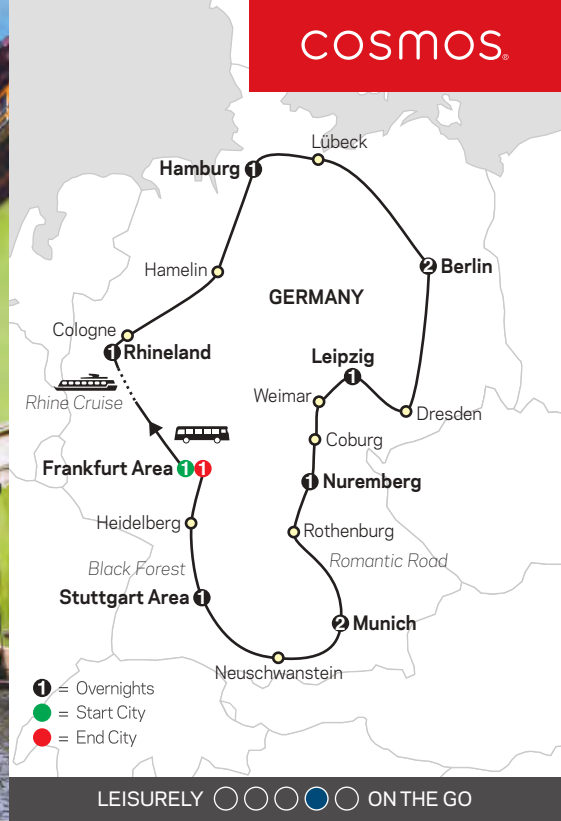 COSMOS®
Lübeck
Hamburg 1
2 Berlin
Hamelin
GERMANY
Cologne
1 Rhineland
Leipzig
1
Rhine Cruise
Weimar
Dresden
Coburg
Frankfurt Area 1 1
1 Nuremberg
Heidelberg
Rothenburg
Romantic Road
Black Forest
Stuttgart Area 1
2 Munich
Neuschwanstein
1 = Overnights
= Start City
= End City
LEISURELY ON THE GO